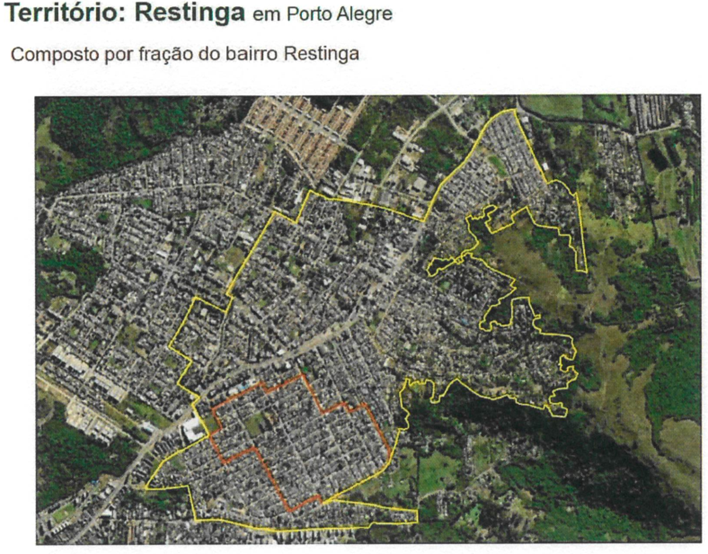 Território: Restinga em Porto Alegre
Composto por fração do bairro Restinga